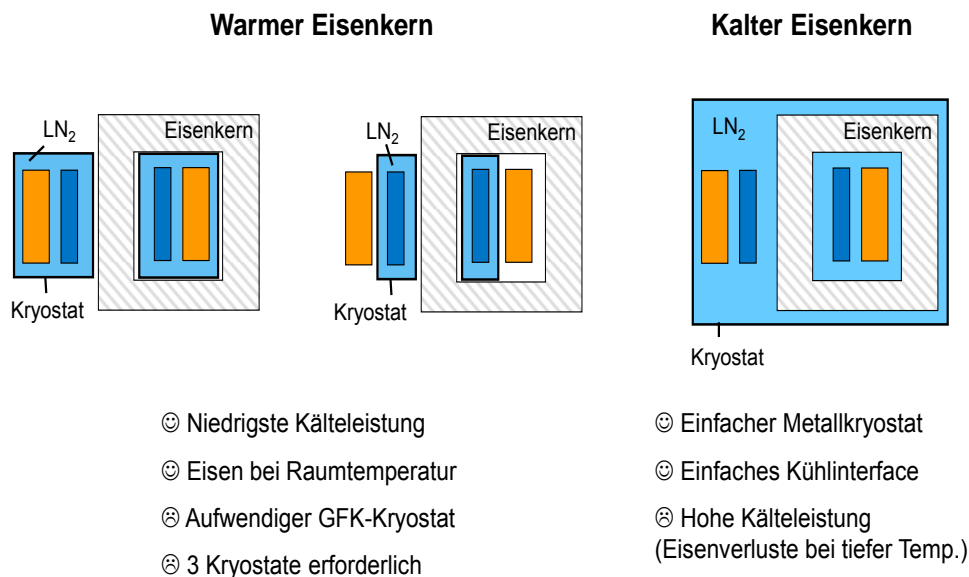 Warmer Eisenkern
Kalter Eisenkern
LN₂
Eisenkern
Kryostat
LN₂
Eisenkern
Kryostat
LN₂
Eisenkern
Kryostat
☺ Niedrigste Kälteleistung
☺ Eisen bei Raumtemperatur
☹ Aufwendiger GFK-Kryostat
☹ 3 Kryostate erforderlich
☺ Einfacher Metallkryostat
☺ Einfaches Kühlinterface
☹ Hohe Kälteleistung
(Eisenverluste bei tiefer Temp.)